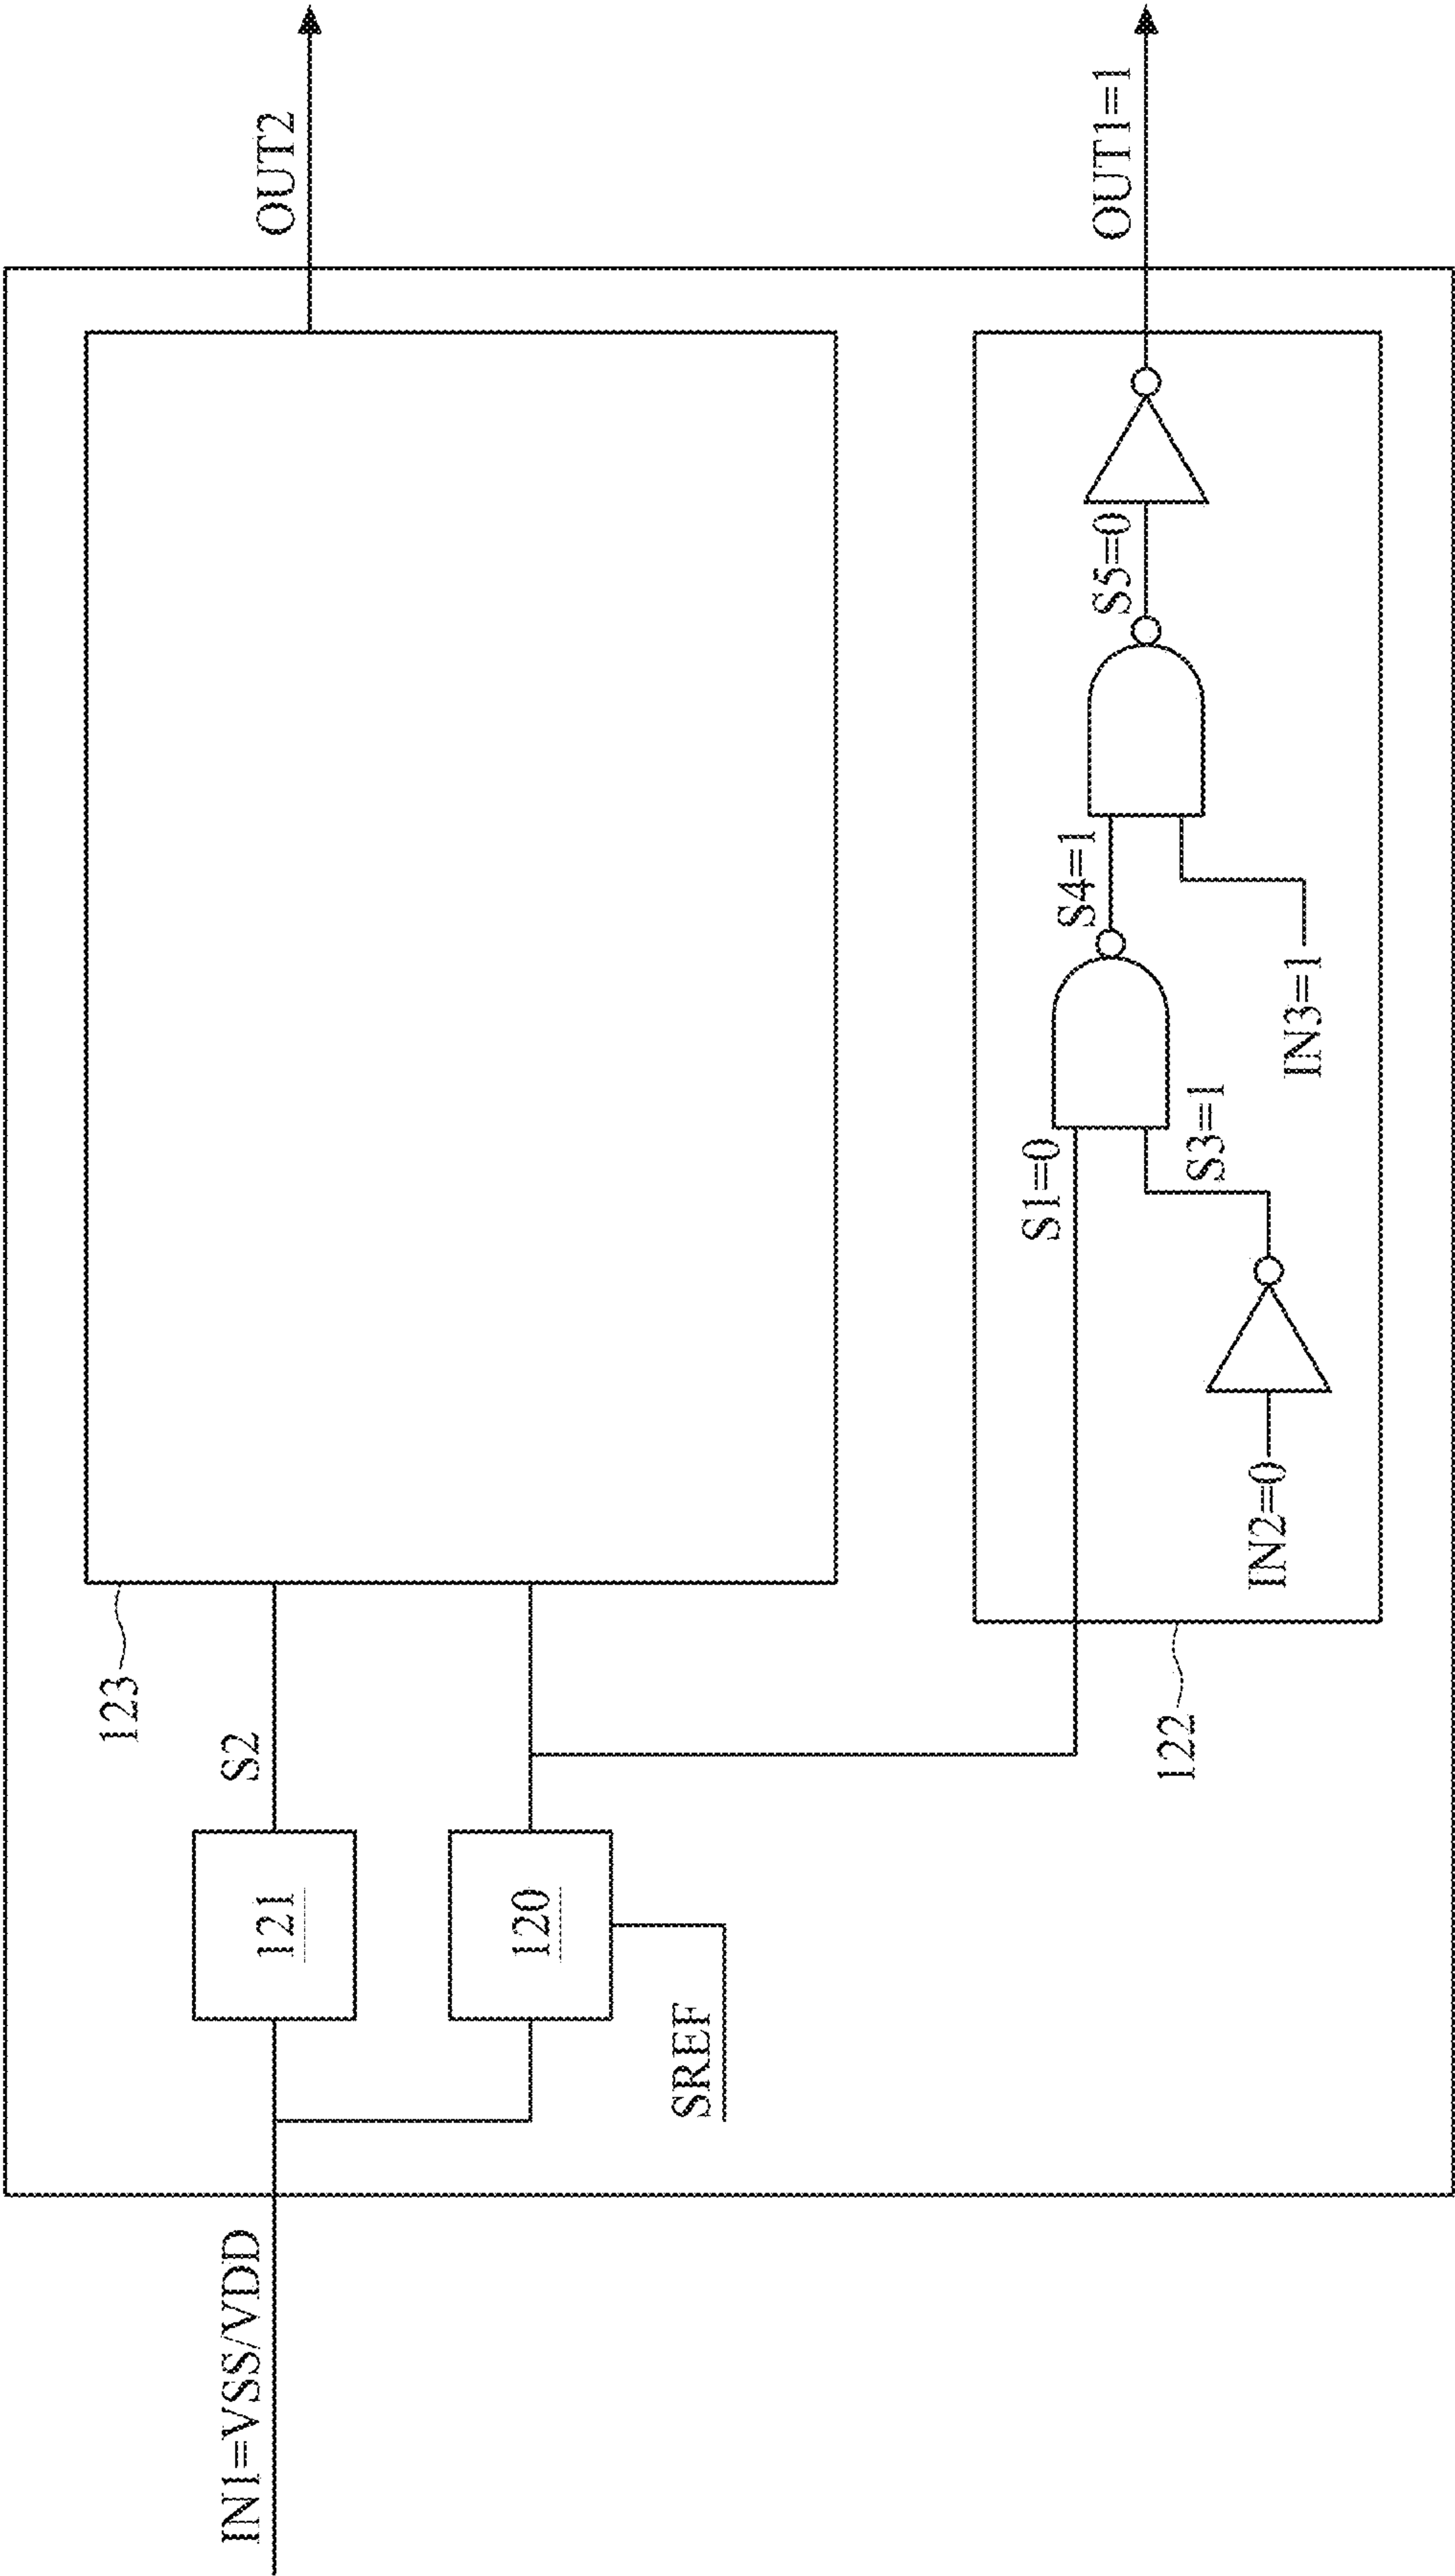 IN1=VSS/VDD
121
S2
123
OUT2
SREF
120
122
S1=0
IN2=0
S3=1
S4=1
IN3=1
S5=0
OUT1=1